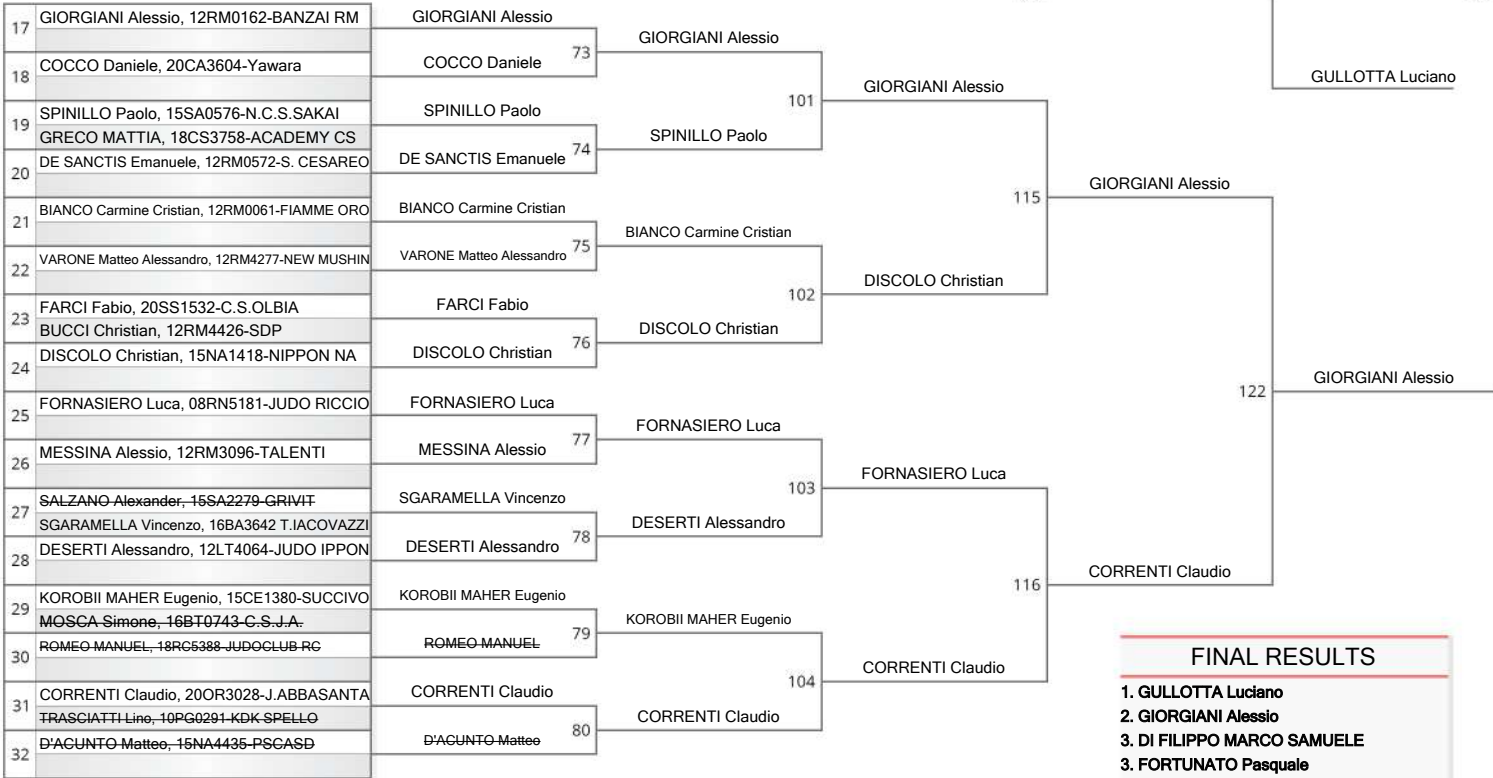 17
GIORGIANI Alessio, 12RM0162-BANZAI RM
18
COCCO Daniele, 20CA3604-Yawara
19
SPINILLO Paolo, 15SA0576-N.C.S.SAKAI
GRECO MATTIA, 18CS3758-ACADEMY CS
20
DE SANCTIS Emanuele, 12RM0572-S. CESAREO
21
BIANCO Carmine Cristian, 12RM0061-FIAMME ORO
22
VARONE Matteo Alessandro, 12RM4277-NEW MUSHIN
23
FARCI Fabio, 20SS1532-C.S.OLBIA
BUCCI Christian, 12RM4426-SDP
24
DISCOLO Christian, 15NA1418-NIPPON NA
25
FORNASIERO Luca, 08RN5181-JUDO RICCIO
26
MESSINA Alessio, 12RM3096-TALENTI
27
SALZANO Alexander, 15SA2279-GRIVIT
SGARAMELLA Vincenzo, 16BA3642 T.IACOVAZZI
28
DESERTI Alessandro, 12LT4064-JUDO IPPON
29
KOROBII MAHER Eugenio, 15CE1380-SUCCIVO
MOSCA Simone, 16BT0743-C.S.J.A.
30
ROMEO MANUEL, 18RC5388-JUDOCLUB RC
31
CORRENTI Claudio, 20OR3028-J.ABBASANTA
TRASCIATTI Lino, 10PG0291-KDK SPELLO
32
D'ACUNTO Matteo, 15NA4435-PSCASD
GIORGIANI Alessio
73
COCCO Daniele
SPINILLO Paolo
74
DE SANCTIS Emanuele
BIANCO Carmine Cristian
75
VARONE Matteo Alessandro
FARCI Fabio
76
DISCOLO Christian
FORNASIERO Luca
77
MESSINA Alessio
SGARAMELLA Vincenzo
78
DESERTI Alessandro
KOROBII MAHER Eugenio
79
ROMEO MANUEL
CORRENTI Claudio
80
D'ACUNTO Matteo
GIORGIANI Alessio
101
SPINILLO Paolo
BIANCO Carmine Cristian
102
DISCOLO Christian
FORNASIERO Luca
103
DESERTI Alessandro
KOROBII MAHER Eugenio
104
CORRENTI Claudio
GIORGIANI Alessio
115
DISCOLO Christian
FORNASIERO Luca
116
CORRENTI Claudio
GIORGIANI Alessio
122
CORRENTI Claudio
GULLOTTA Luciano
GIORGIANI Alessio
FINAL RESULTS
1. GULLOTTA Luciano
2. GIORGIANI Alessio
3. DI FILIPPO MARCO SAMUELE
3. FORTUNATO Pasquale